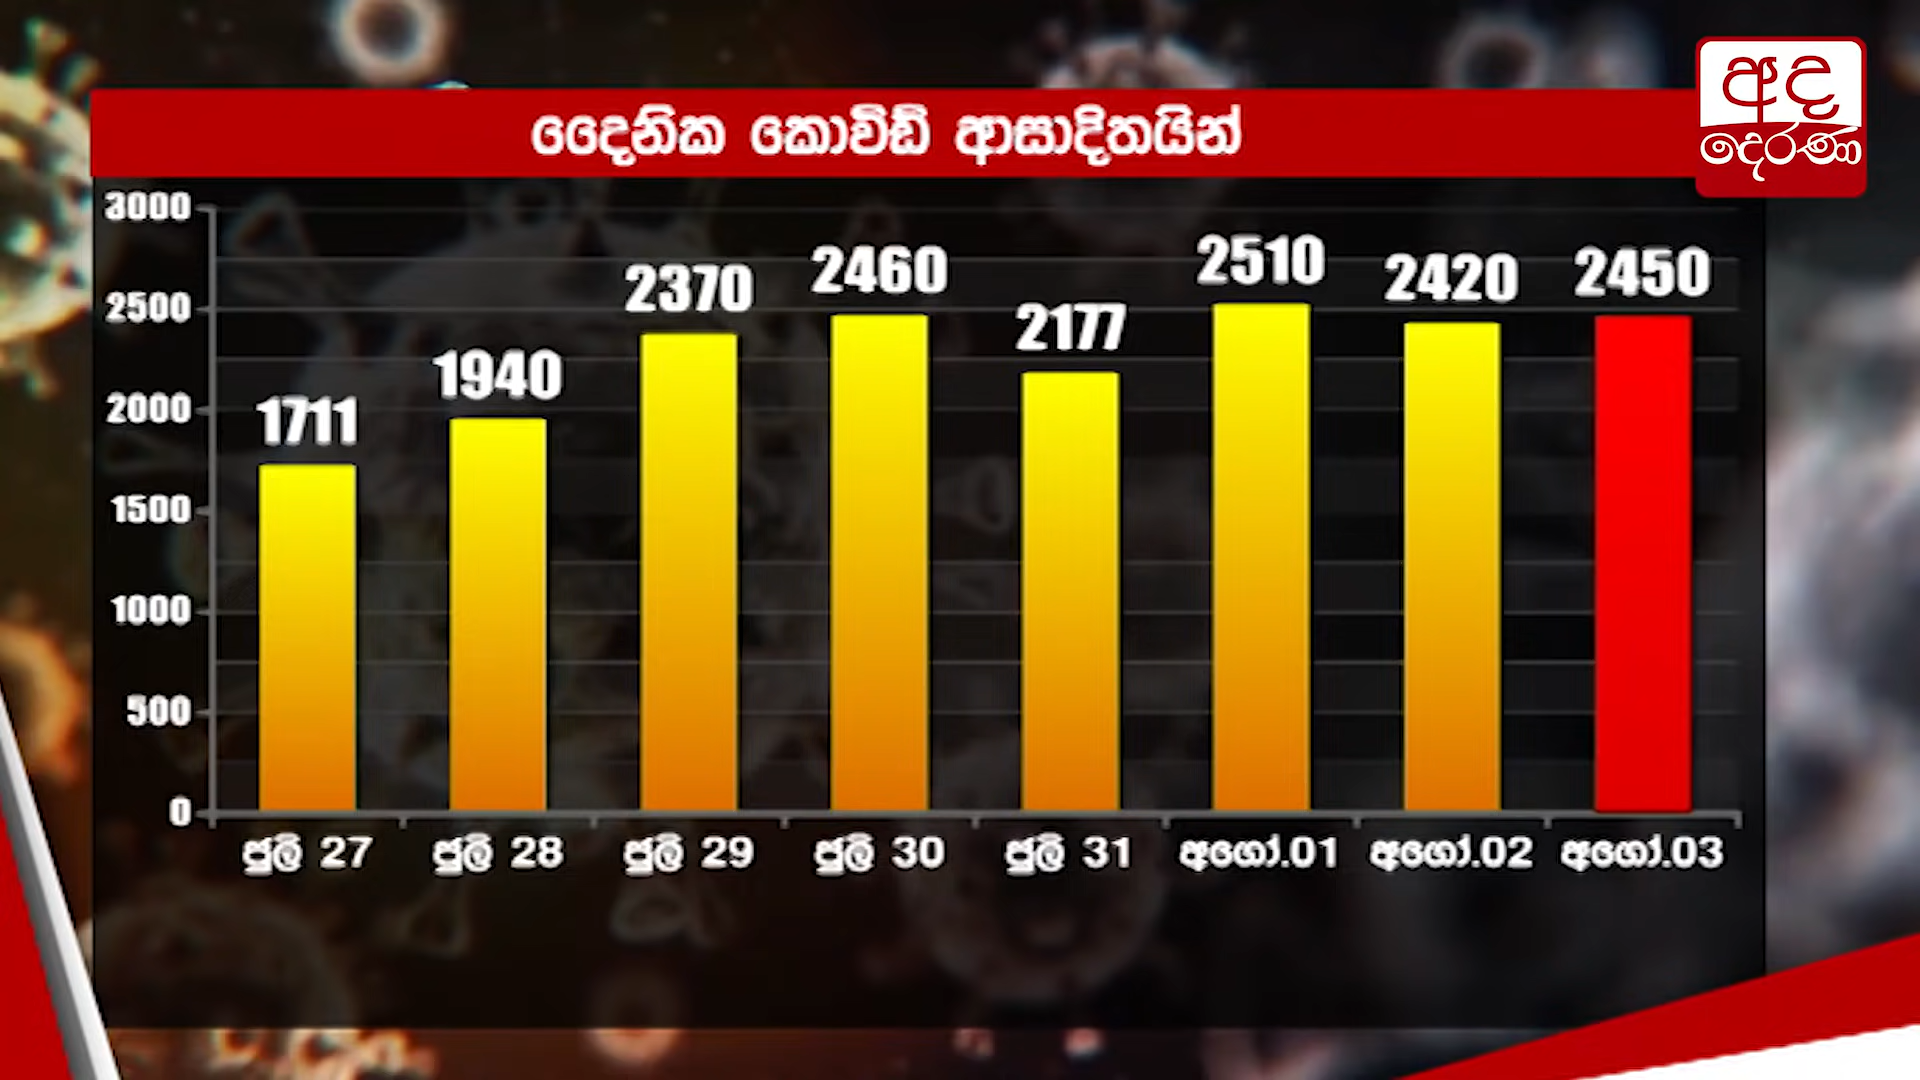 අද
දෙරණ
දෛනික කොවිඩ් ආසාදිතයින්
3000
2500
2000
1500
1000
500
0
1711
1940
2370
2460
2177
2510
2420
2450
ජුලි 27
ජුලි 28
ජුලි 29
ජුලි 30
ජුලි 31
අගෝ.01
අගෝ.02
අගෝ.03